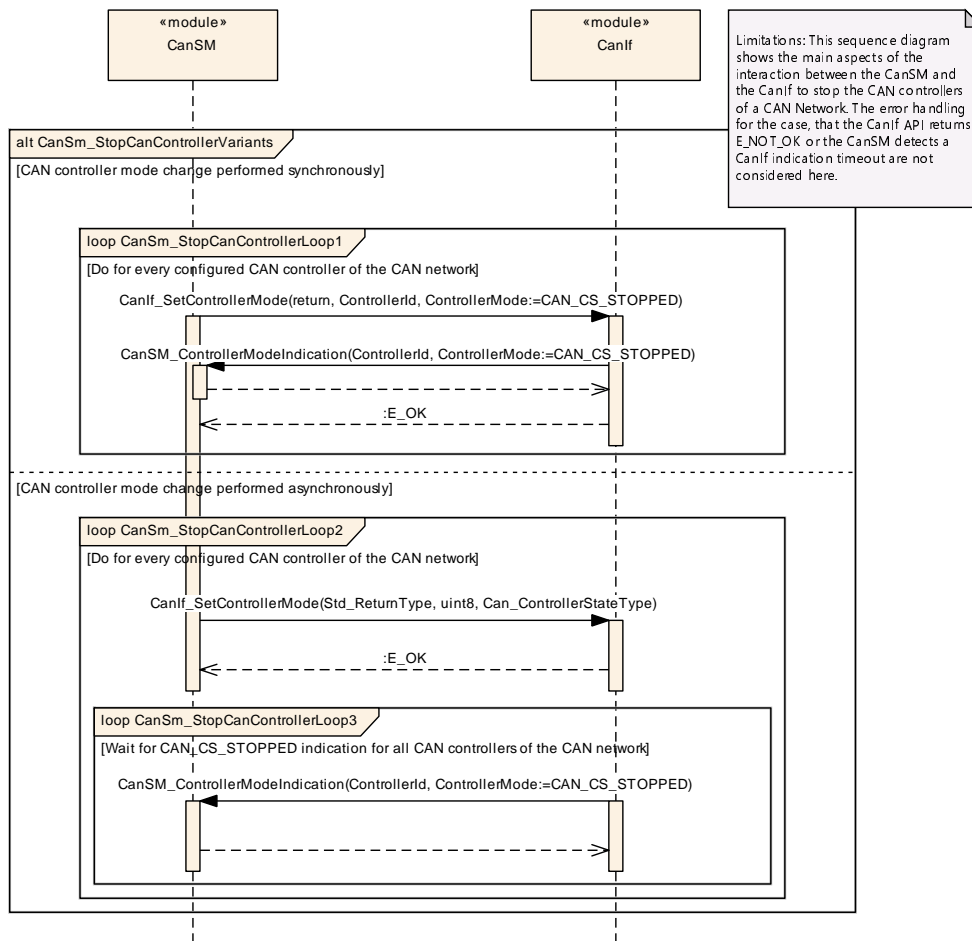 «module»
CanSM
«module»
CanIf
Limitations: This sequence diagram
shows the main aspects of the
interaction between the CanSM and
the CanIf to stop the CAN controllers
of a CAN Network. The error handling
for the case, that the CanIf API returns
E_NOT_OK or the CanSM detects a
CanIf indication timeout are not
considered here.
alt CanSm_StopCanControllerVariants
[CAN controller mode change performed synchronously]
loop CanSm_StopCanControllerLoop1
[Do for every configured CAN controller of the CAN network]
CanIf_SetControllerMode(return, ControllerId, ControllerMode:=CAN_CS_STOPPED)
CanSM_ControllerModeIndication(ControllerId, ControllerMode:=CAN_CS_STOPPED)
:E_OK
[CAN controller mode change performed asynchronously]
loop CanSm_StopCanControllerLoop2
[Do for every configured CAN controller of the CAN network]
CanIf_SetControllerMode(Std_ReturnType, uint8, Can_ControllerStateType)
:E_OK
loop CanSm_StopCanControllerLoop3
[Wait for CAN_CS_STOPPED indication for all CAN controllers of the CAN network]
CanSM_ControllerModeIndication(ControllerId, ControllerMode:=CAN_CS_STOPPED)